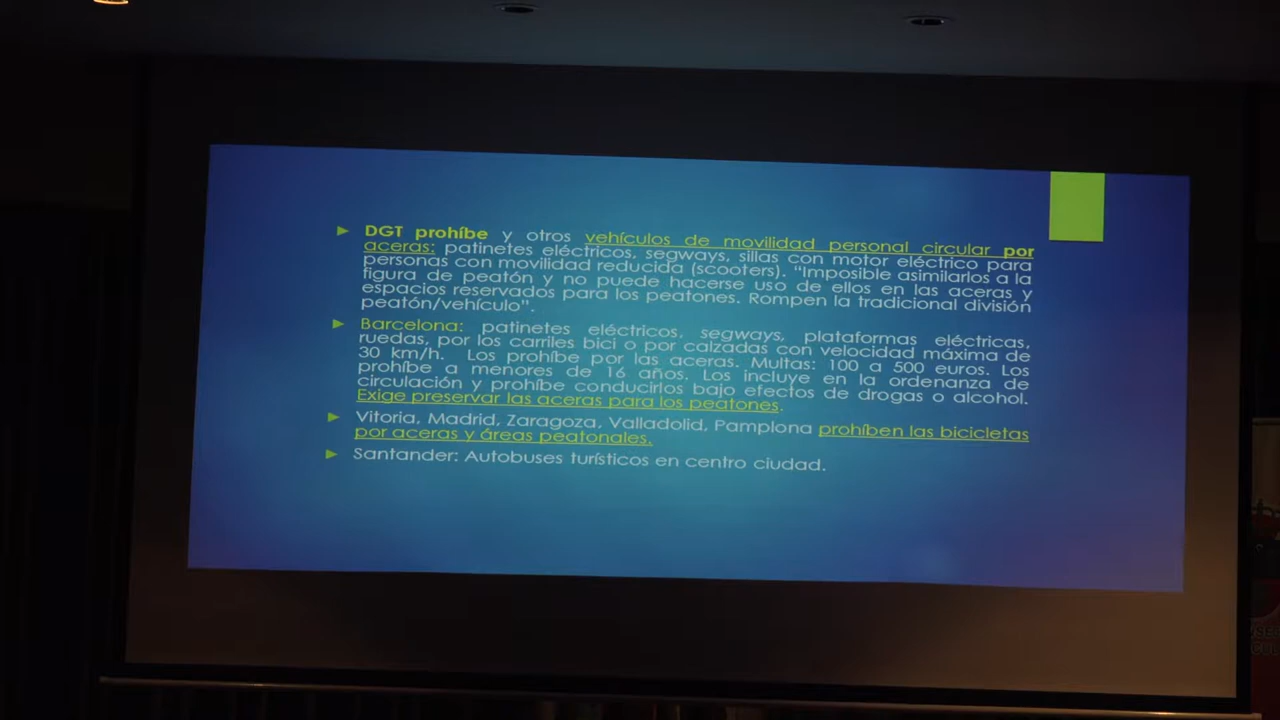 DGT prohíbe y otros vehículos de movilidad personal circular por
aceras: patinetes eléctricos, segways, sillas con motor eléctrico para
personas con movilidad reducida (scooters). "Imposible asimilarlos a la
figura de peatón y no puede hacerse uso de ellos en las aceras y
espacios reservados para los peatones. Rompen la tradicional división
peatón/vehículo".
Barcelona: patinetes eléctricos, segways, plataformas eléctricas,
ruedas, por los carriles bici o por calzadas con velocidad máxima de
30 km/h. Los prohíbe por las aceras. Multas: 100 a 500 euros. Los
prohíbe a menores de 16 años. Los incluye en la ordenanza de
circulación y prohíbe conducirlos bajo efectos de drogas o alcohol.
Exige preservar las aceras para los peatones.
Vitoria, Madrid, Zaragoza, Valladolid, Pamplona prohíben las bicicletas
por aceras y áreas peatonales.
Santander: Autobuses turísticos en centro ciudad.